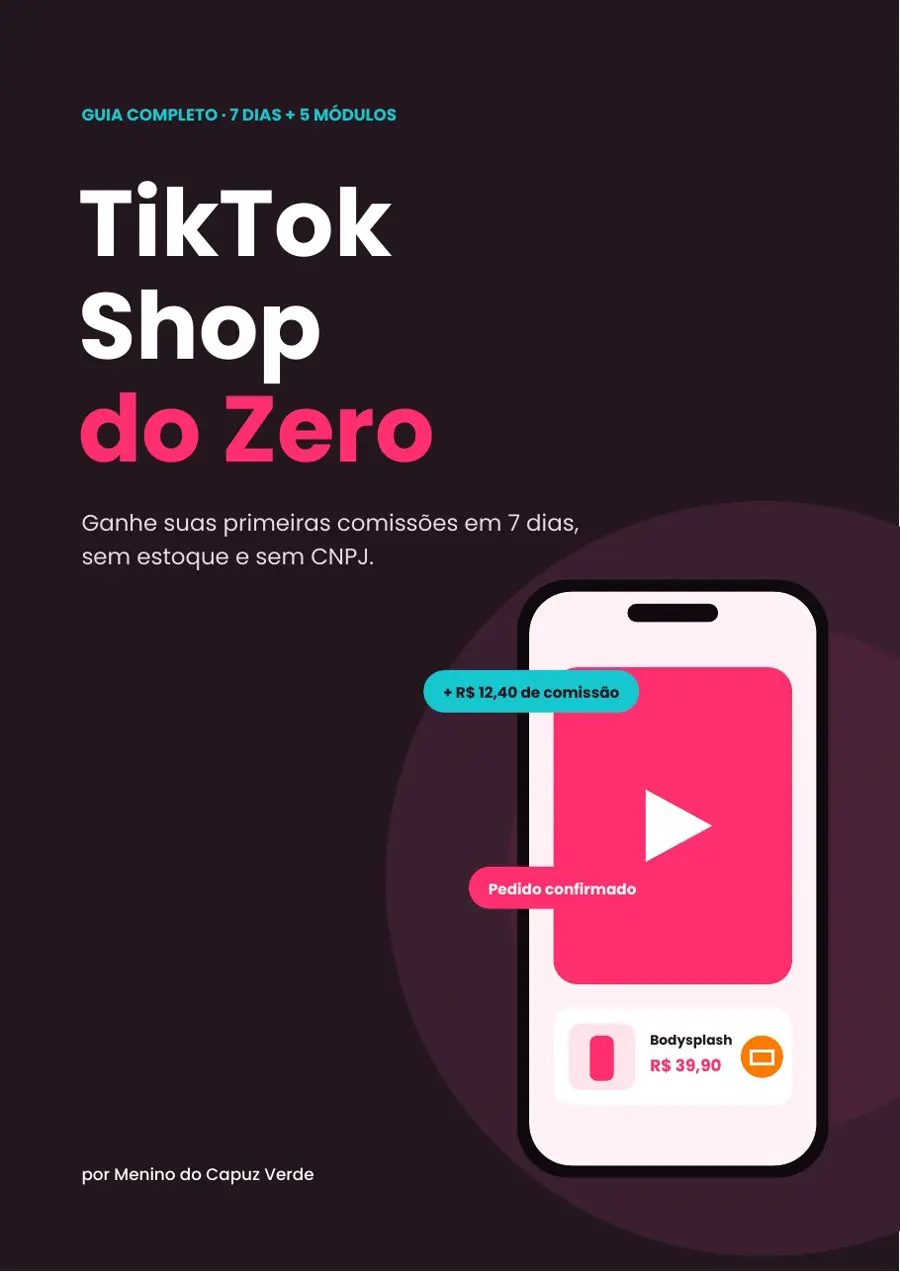 GUIA COMPLETO · 7 DIAS + 5 MÓDULOS
TikTok
Shop
do Zero
Ganhe suas primeiras comissões em 7 dias,
sem estoque e sem CNPJ.
+ R$ 12,40 de comissão
Pedido confirmado
Bodysplash
R$ 39,90
por Menino do Capuz Verde